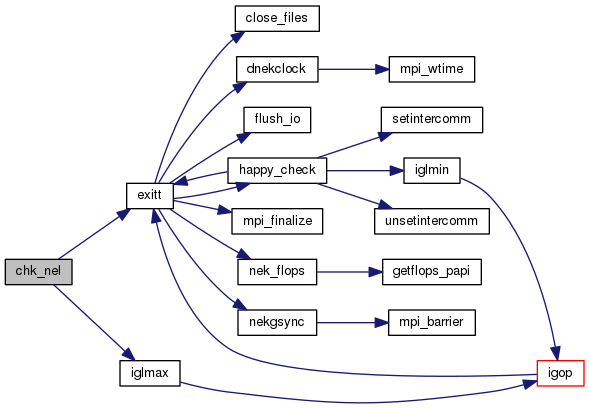 close_files
dnekclock
mpi_wtime
flush_io
setintercomm
happy_check
iglmin
exitt
mpi_finalize
unsetintercomm
chk_nel
nek_flops
getflops_papi
nekgsync
mpi_barrier
iglmax
igop